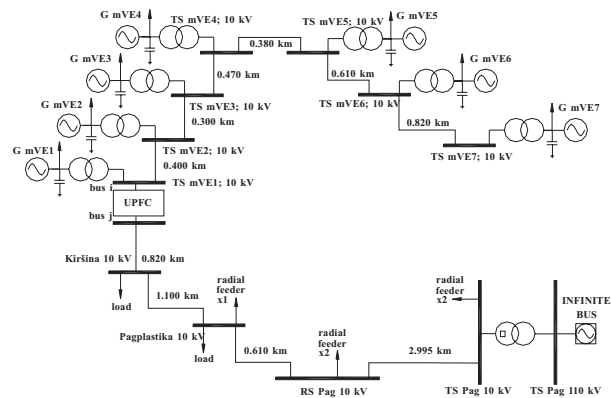 G mVE4
TS mVE4; 10 kV
TS mVE5; 10 kV
G mVE5
0.380 km
G mVE3
0.470 km
0.610 km
G mVE6
TS mVE3; 10 kV
TS mVE6; 10 kV
G mVE2
0.300 km
0.820 km
G mVE7
TS mVE2; 10 kV
TS mVE7; 10 kV
G mVE1
0.400 km
TS mVE1; 10 kV
bus i
UPFC
bus j
Kiršina 10 kV
0.820 km
load
1.100 km
radial
feeder
x1
Pagplastika 10 kV
load
0.610 km
radial
feeder
x2
RS Pag 10 kV
2.995 km
radial
feeder
x2
INFINITE
BUS
TS Pag 10 kV
TS Pag 110 kV